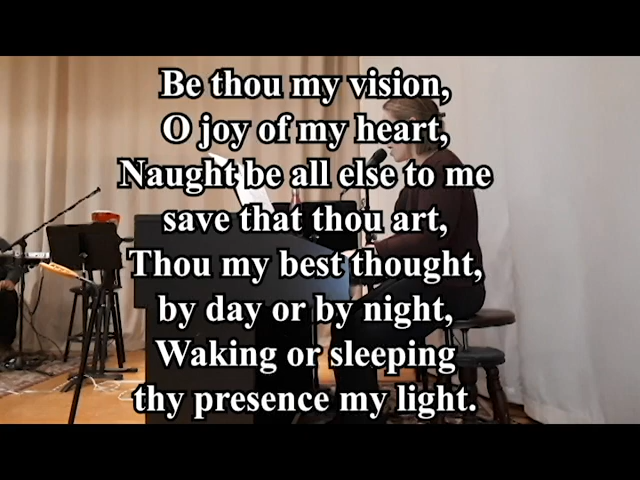 Be thou my vision,
O joy of my heart,
Naught be all else to me
save that thou art,
Thou my best thought,
by day or by night,
Waking or sleeping
thy presence my light.